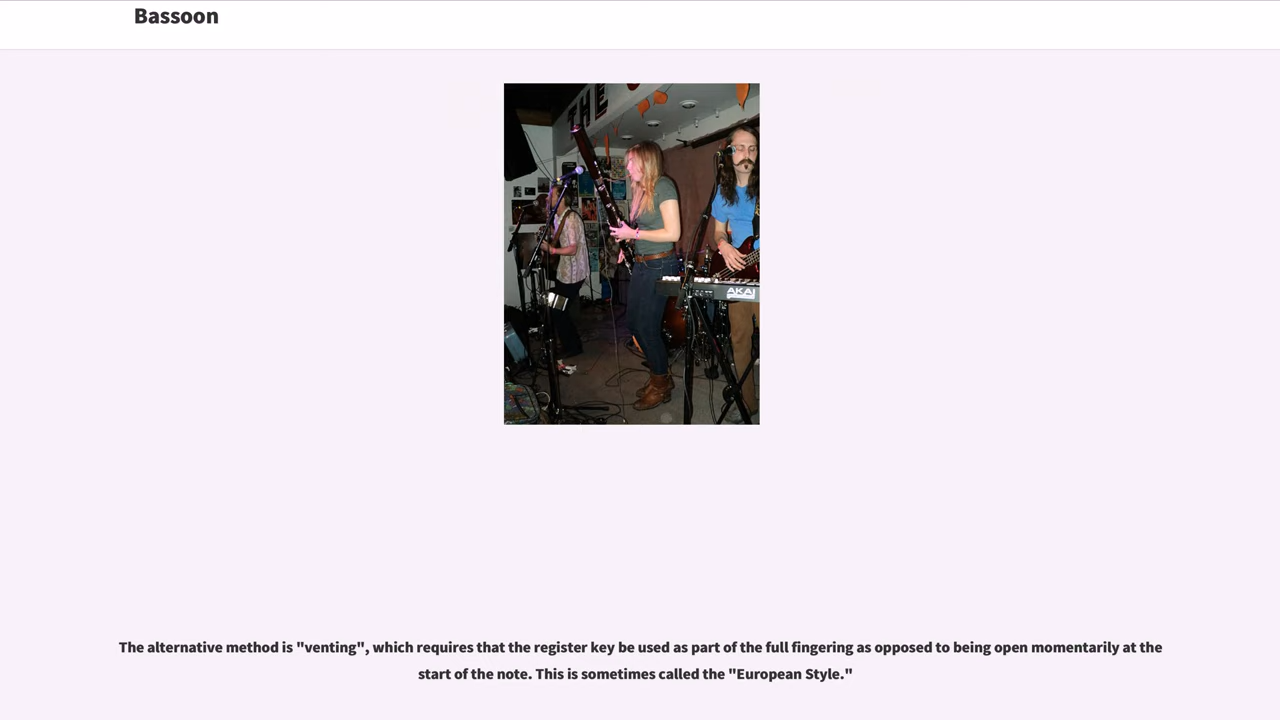 Bassoon
THE
AKAI
The alternative method is "venting", which requires that the register key be used as part of the full fingering as opposed to being open momentarily at the
start of the note. This is sometimes called the "European Style."